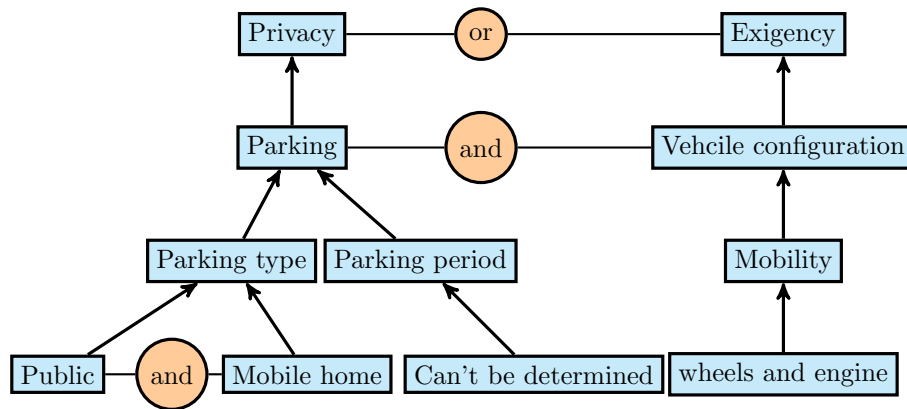 Privacy
or
Exigency
Parking
and
Vehcile configuration
Parking type
Parking period
Mobility
Public
and
Mobile home
Can't be determined
wheels and engine